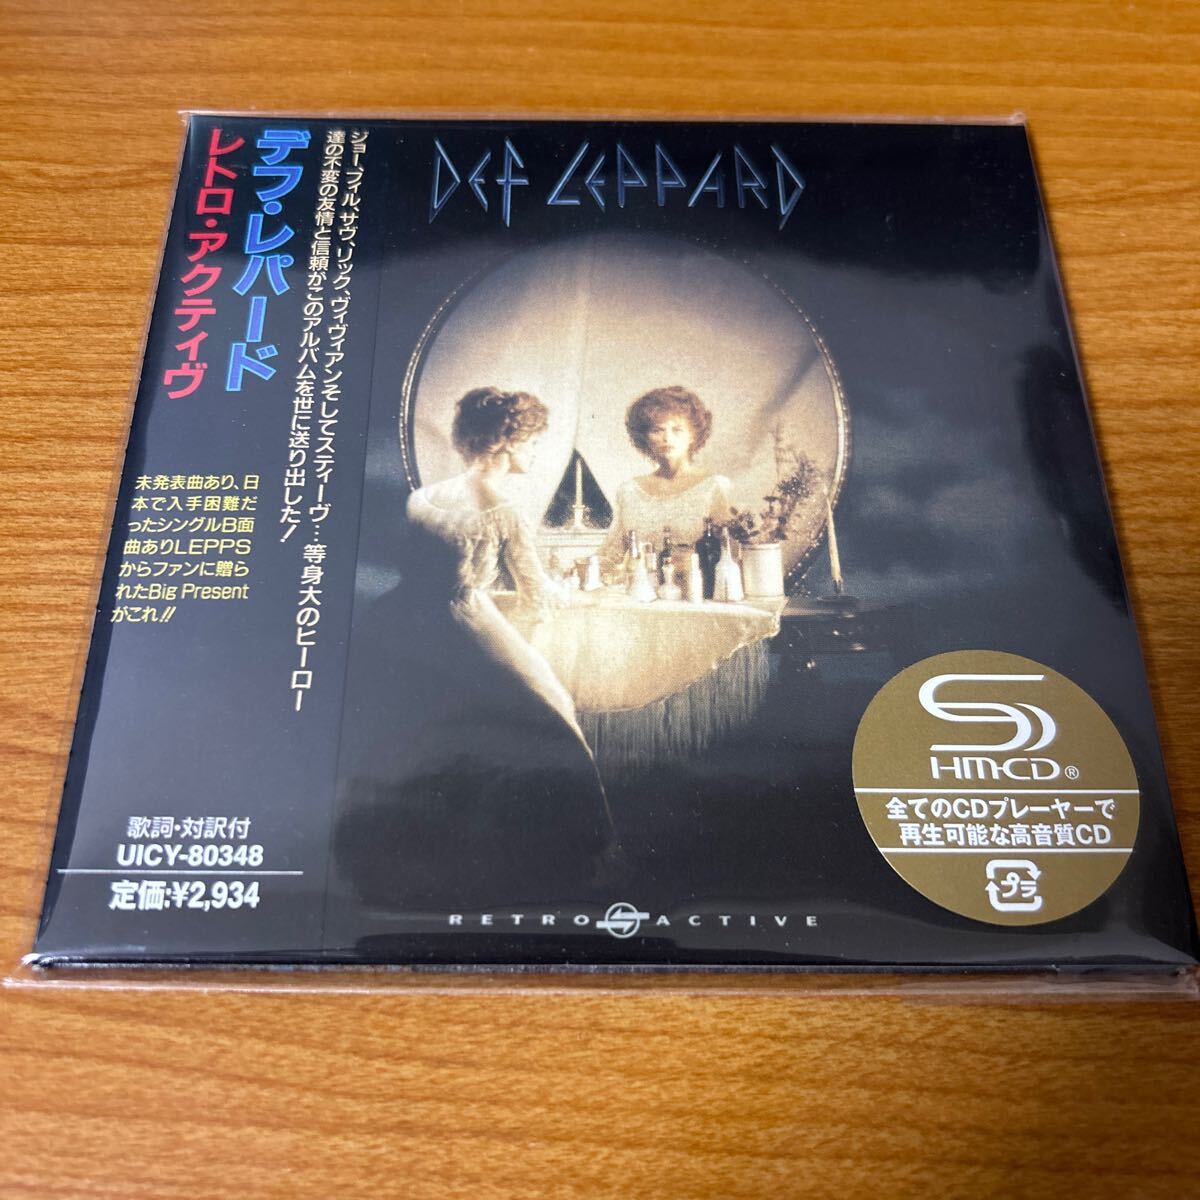 デフ・レパード
レトロ・アクティヴ
ジョー、フィル、サヴ、リック、ヴィヴィアンそしてスティーヴ…等身大のヒーロー
達の不変の友情と信頼がこのアルバムを世に送り出した!
未発表曲あり、日
本で入手困難だ
ったシングルB面
曲ありLEPPS
からファンに贈ら
れたBig Present
がこれ!!
歌詞・対訳付
UICY-80348
定価:¥2,934
DEF LEPPARD
RETRO ACTIVE
SHM-CD®
全てのCDプレーヤーで
再生可能な高音質CD
プラ